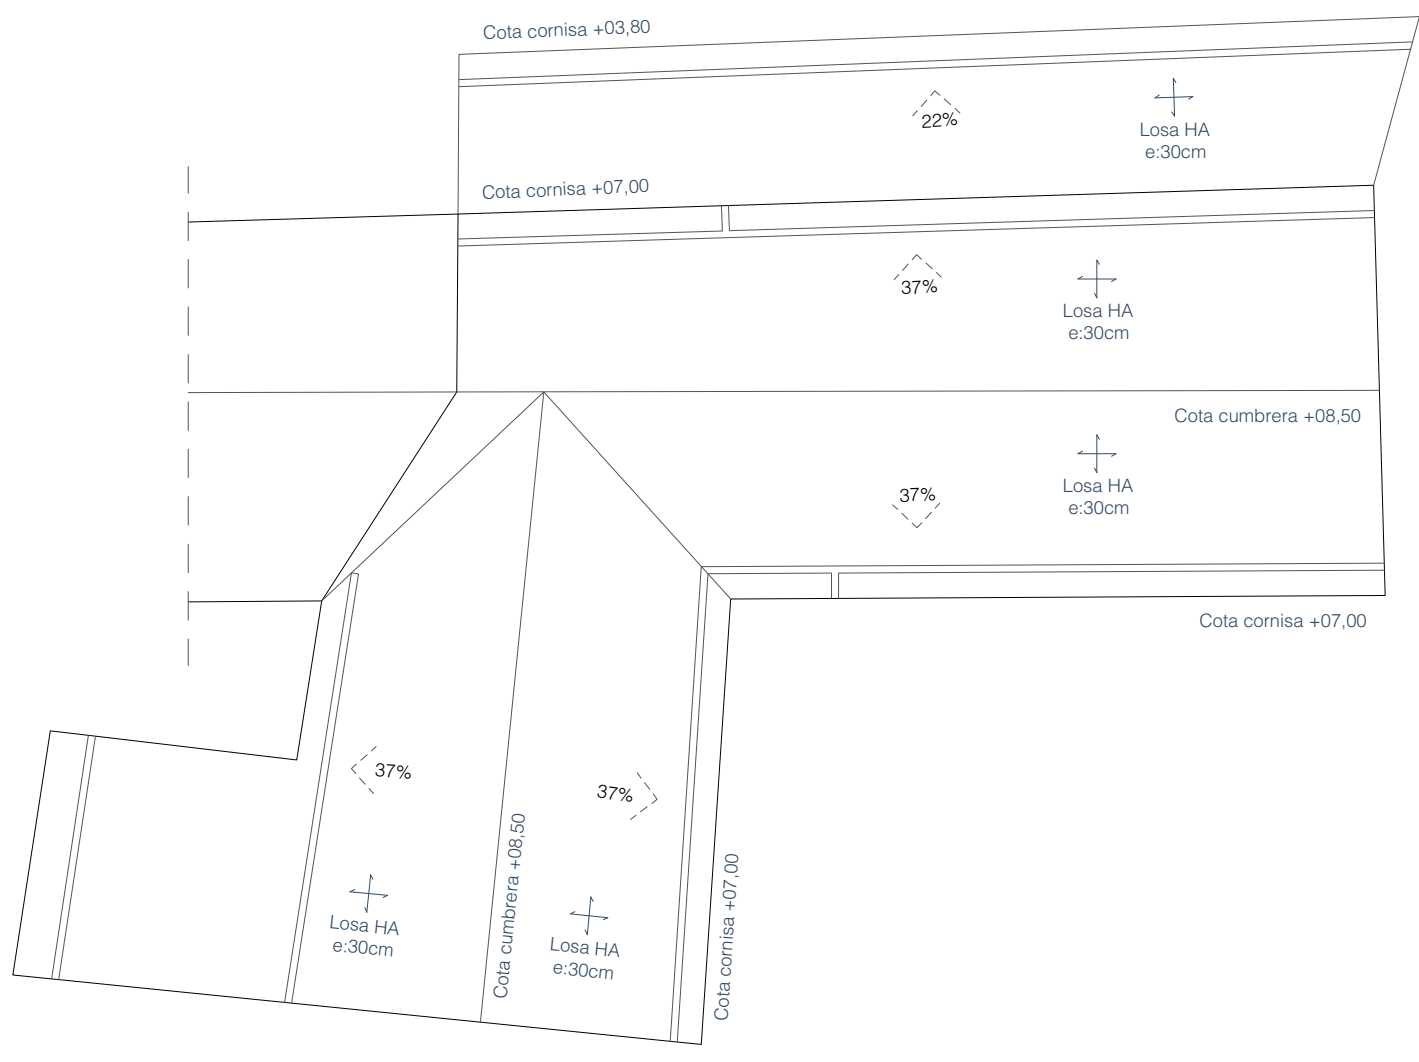 Cota cornisa +03,80
22%
Losa HA
e:30cm
Cota cornisa +07,00
37%
Losa HA
e:30cm
Cota cumbrera +08,50
37%
Losa HA
e:30cm
Cota cornisa +07,00
37%
37%
Cota cumbrera +08,50
Cota cornisa +07,00
Losa HA
e:30cm
Losa HA
e:30cm